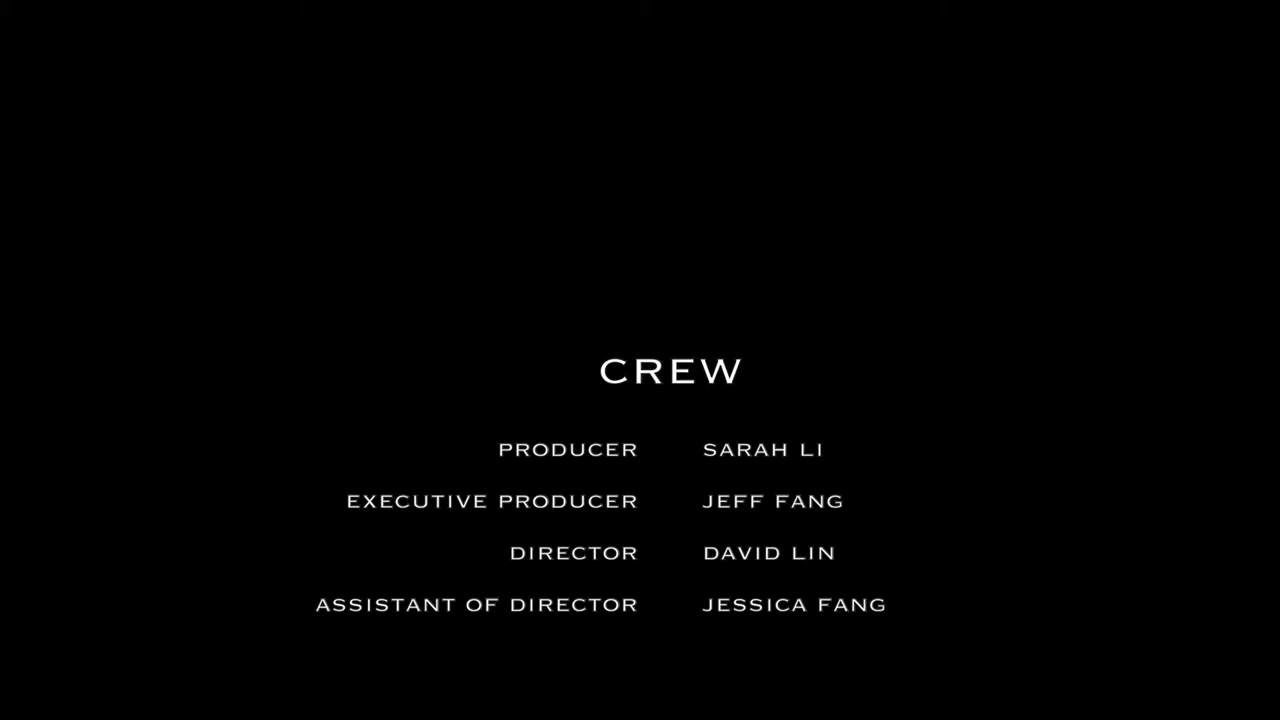 CREW
PRODUCER SARAH LI
EXECUTIVE PRODUCER JEFF FANG
DIRECTOR DAVID LIN
ASSISTANT OF DIRECTOR JESSICA FANG